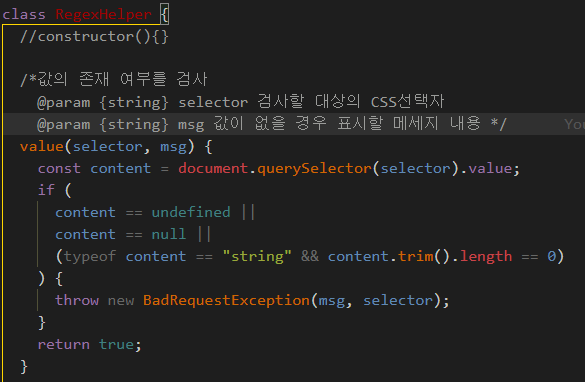 class RegexHelper {
//constructor(){}
/*값의 존재 여부를 검사
@param {string} selector 검사할 대상의 CSS선택자
@param {string} msg 값이 없을 경우 표시할 메세지 내용 */
value(selector, msg) {
const content = document.querySelector(selector).value;
if (
content == undefined ||
content == null ||
(typeof content == "string" && content.trim().length == 0)
) {
throw new BadRequestException(msg, selector);
}
return true;
}